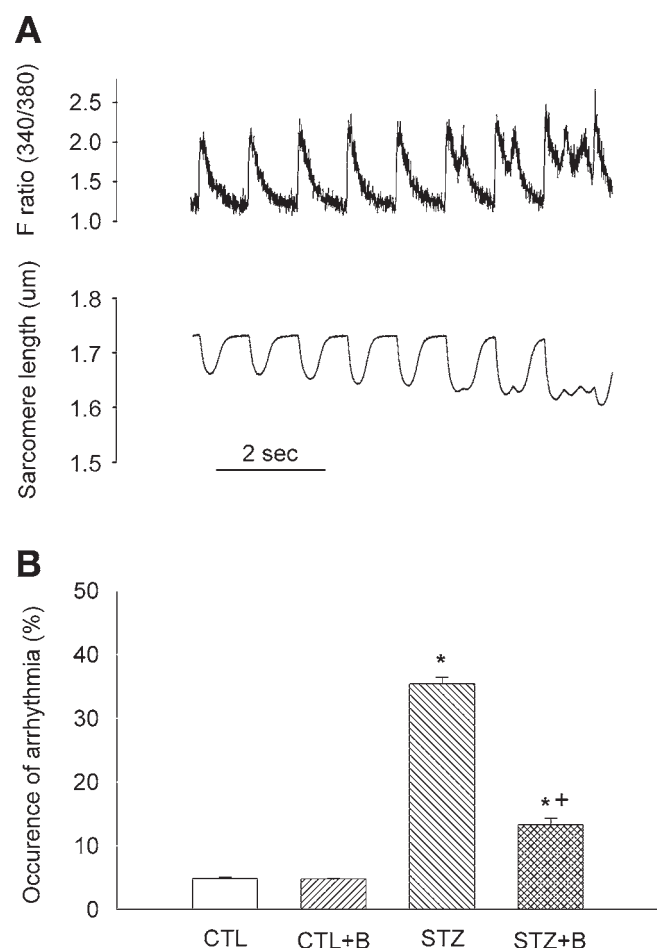 A
F ratio (340/380)
2.5
2.0
1.5
1.0
Sarcomere length (um)
1.8
1.7
1.6
1.5
2 sec
B
Occurence of arrhythmia (%)
50
40
30
20
10
0
*
*+
CTL
CTL+B
STZ
STZ+B